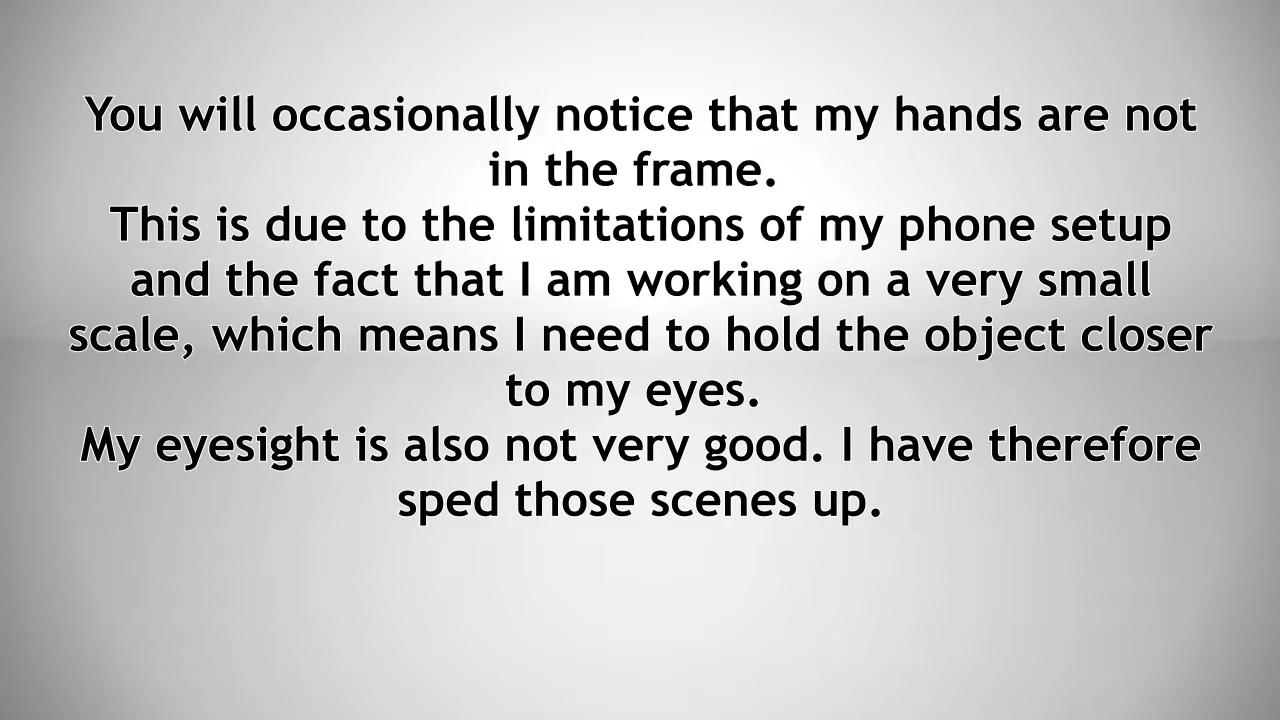 You will occasionally notice that my hands are not
in the frame.
This is due to the limitations of my phone setup
and the fact that I am working on a very small
scale, which means I need to hold the object closer
to my eyes.
My eyesight is also not very good. I have therefore
sped those scenes up.